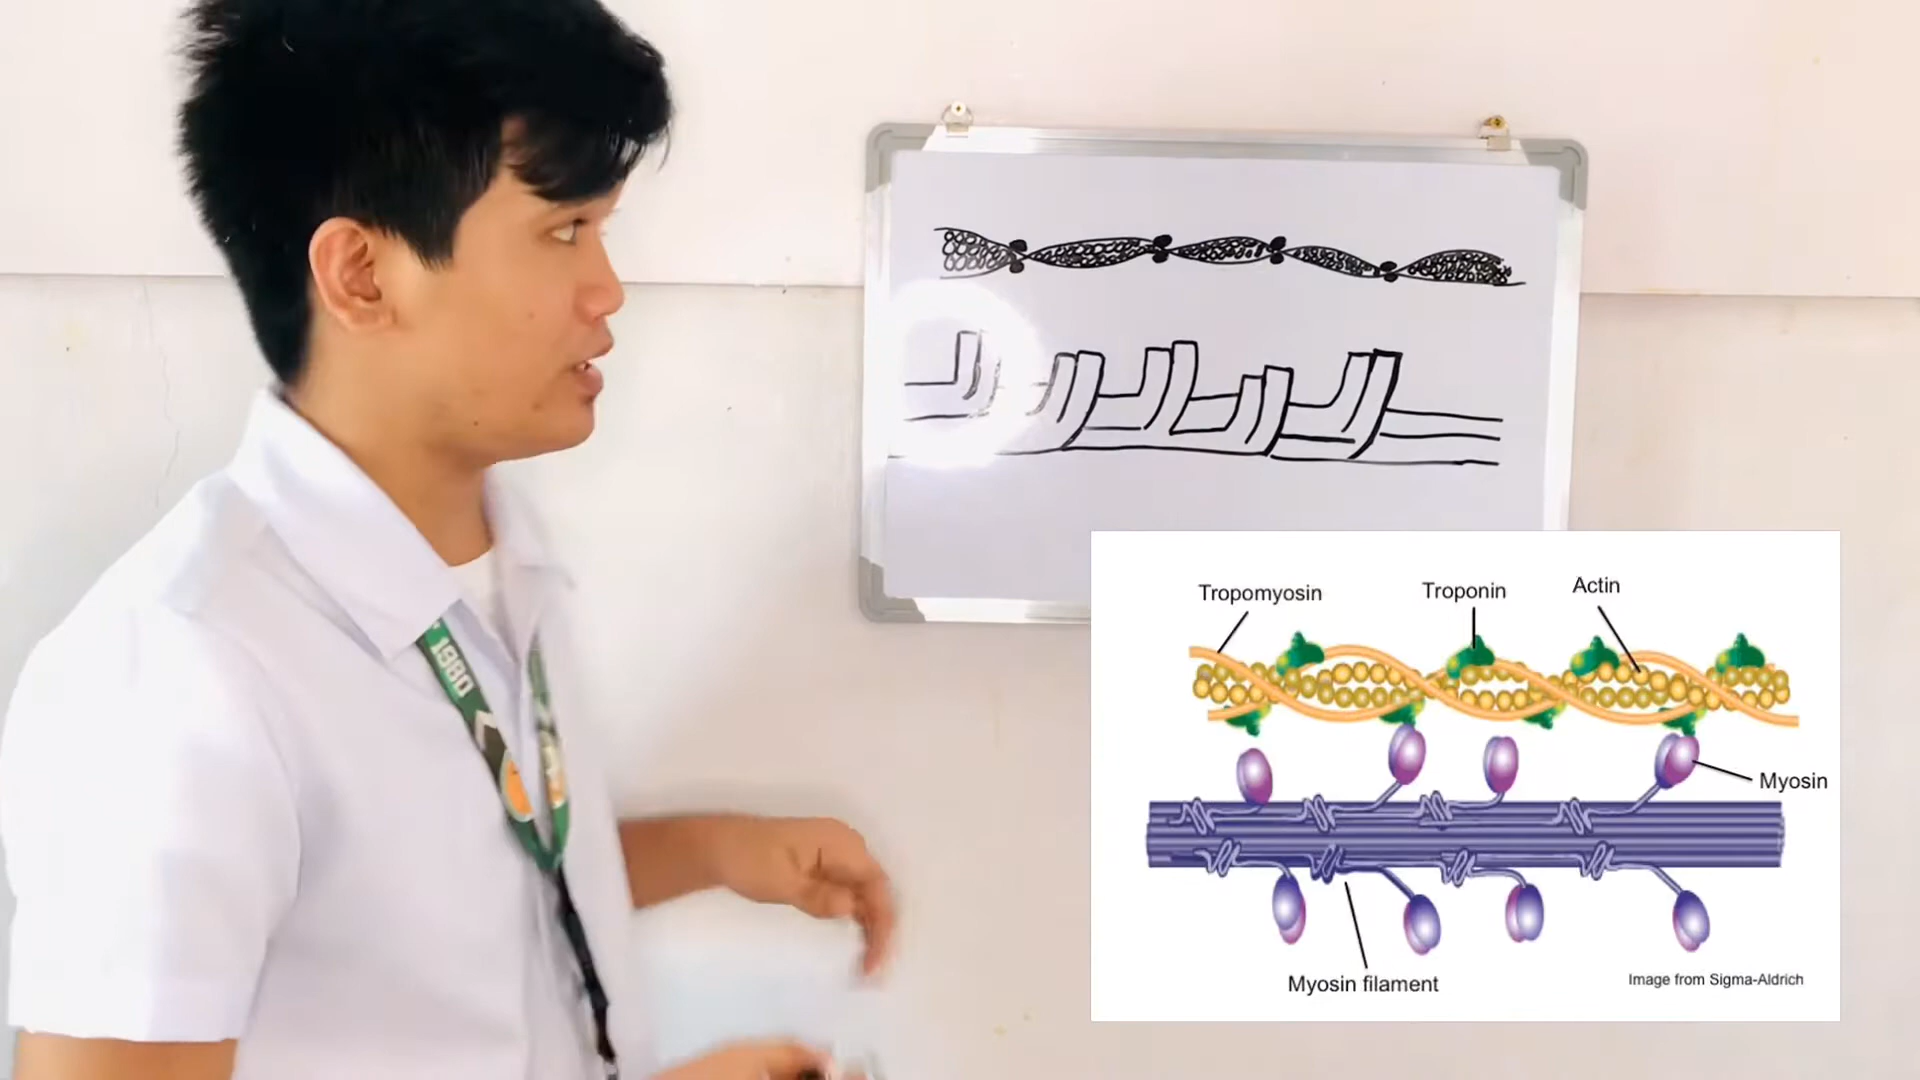 1980
Tropomyosin
Troponin
Actin
Myosin
Myosin filament
Image from Sigma-Aldrich